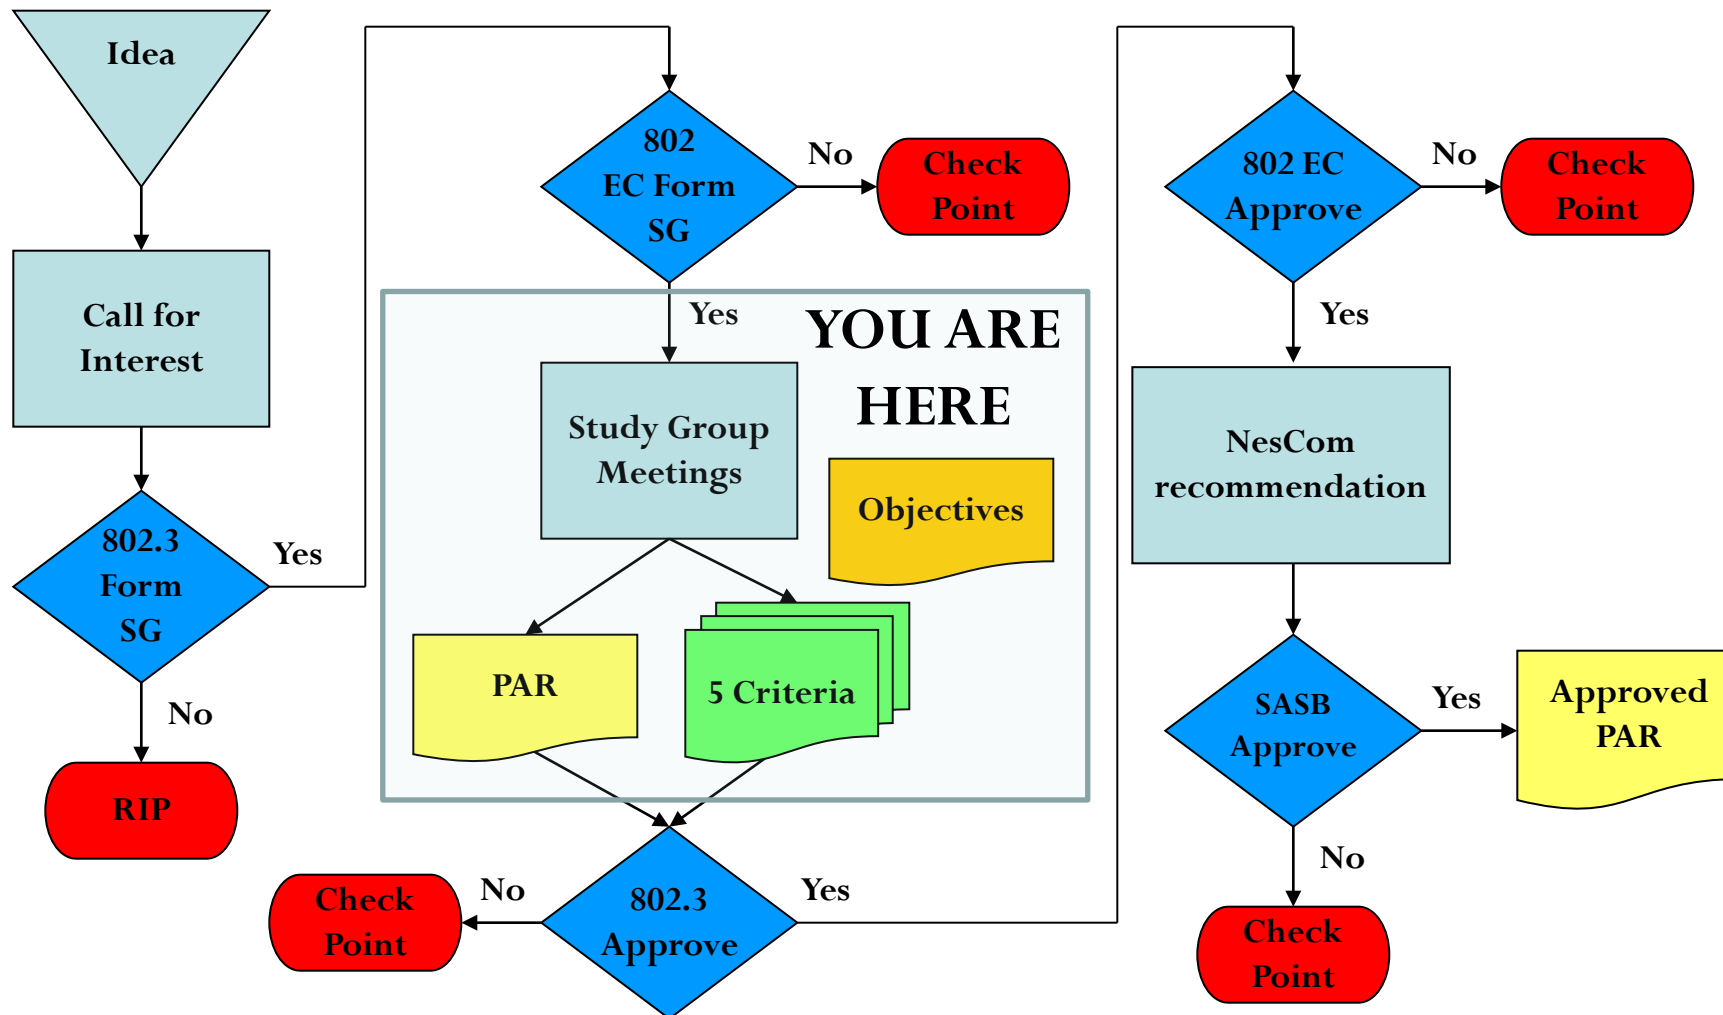 Idea
Call for
Interest
802.3
Form
SG
Yes
No
RIP
802
EC Form
SG
No
Check
Point
Yes
YOU ARE
HERE
Study Group
Meetings
Objectives
PAR
5 Criteria
802.3
Approve
No
Check
Point
Yes
802 EC
Approve
No
Check
Point
Yes
NesCom
recommendation
SASB
Approve
Yes
Approved
PAR
No
Check
Point